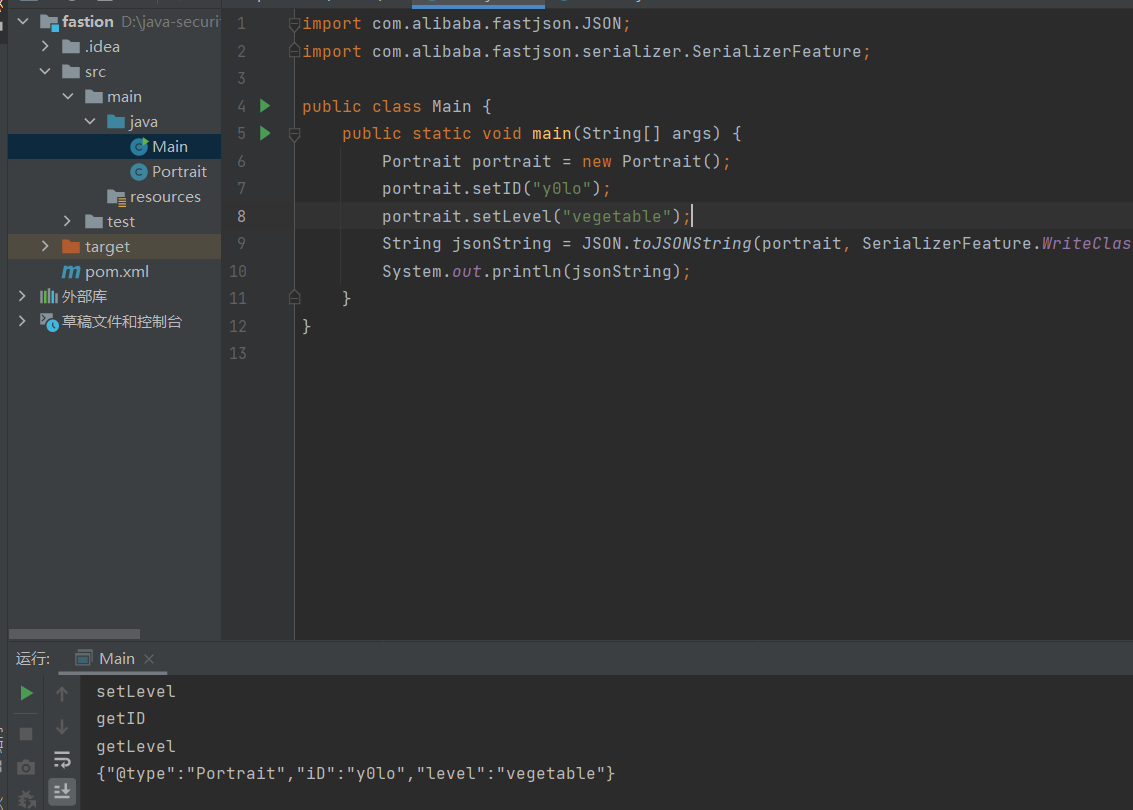 fastion D:\java-securi
.idea
src
main
java
Main
Portrait
resources
test
target
pom.xml
外部库
草稿文件和控制台
1 import com.alibaba.fastjson.JSON;
2 import com.alibaba.fastjson.serializer.SerializerFeature;
3
4 public class Main {
5 public static void main(String[] args) {
6 Portrait portrait = new Portrait();
7 portrait.setID("y0lo");
8 portrait.setLevel("vegetable");
9 String jsonString = JSON.toJSONString(portrait, SerializerFeature.WriteClas
10 System.out.println(jsonString);
11 }
12 }
13
运行: Main
setLevel
getID
getLevel
{"@type":"Portrait","iD":"y0lo","level":"vegetable"}